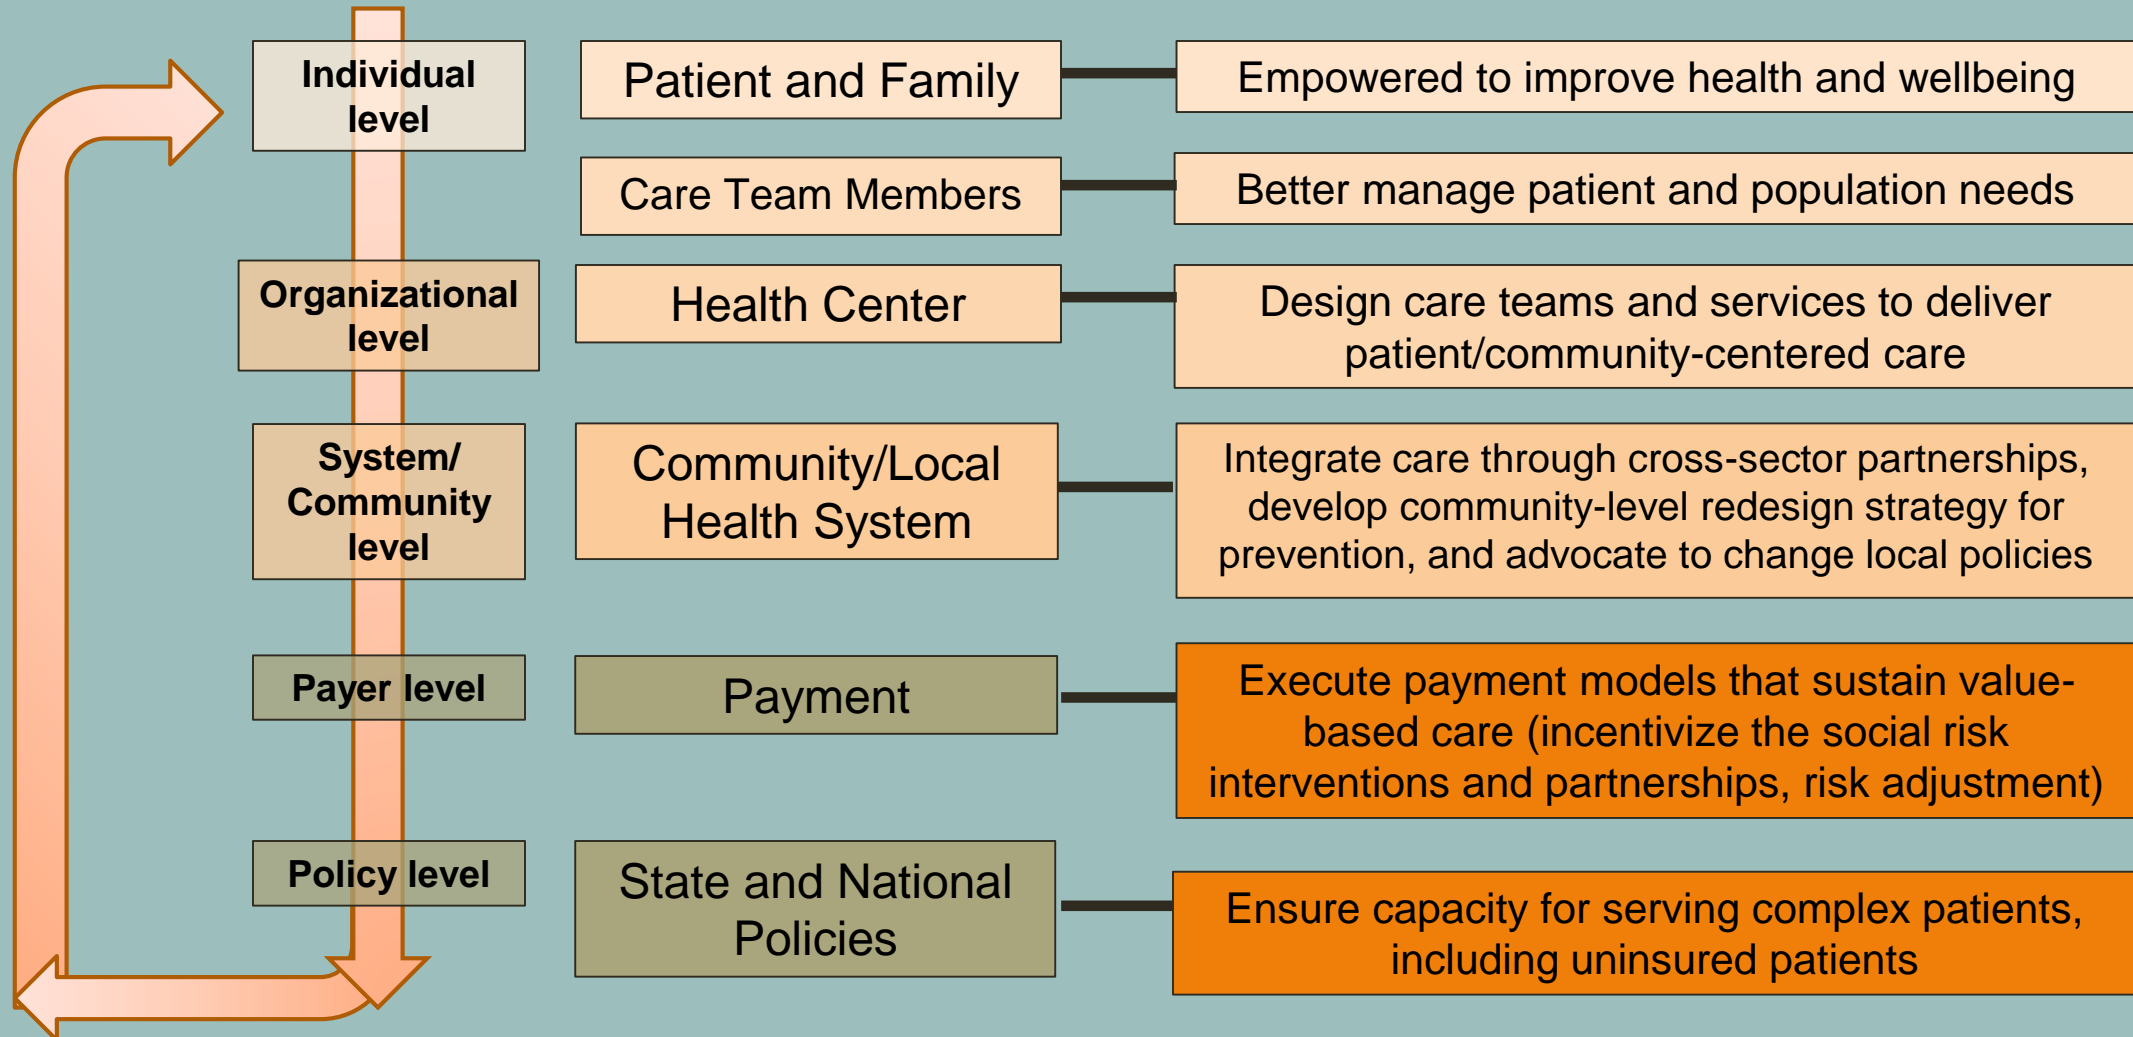 Individual
level
Patient and Family
Empowered to improve health and wellbeing
Care Team Members
Better manage patient and population needs
Organizational
level
Health Center
Design care teams and services to deliver
patient/community-centered care
System/
Community
level
Community/Local
Health System
Integrate care through cross-sector partnerships,
develop community-level redesign strategy for
prevention, and advocate to change local policies
Payer level
Payment
Execute payment models that sustain value-
based care (incentivize the social risk
interventions and partnerships, risk adjustment)
Policy level
State and National
Policies
Ensure capacity for serving complex patients,
including uninsured patients